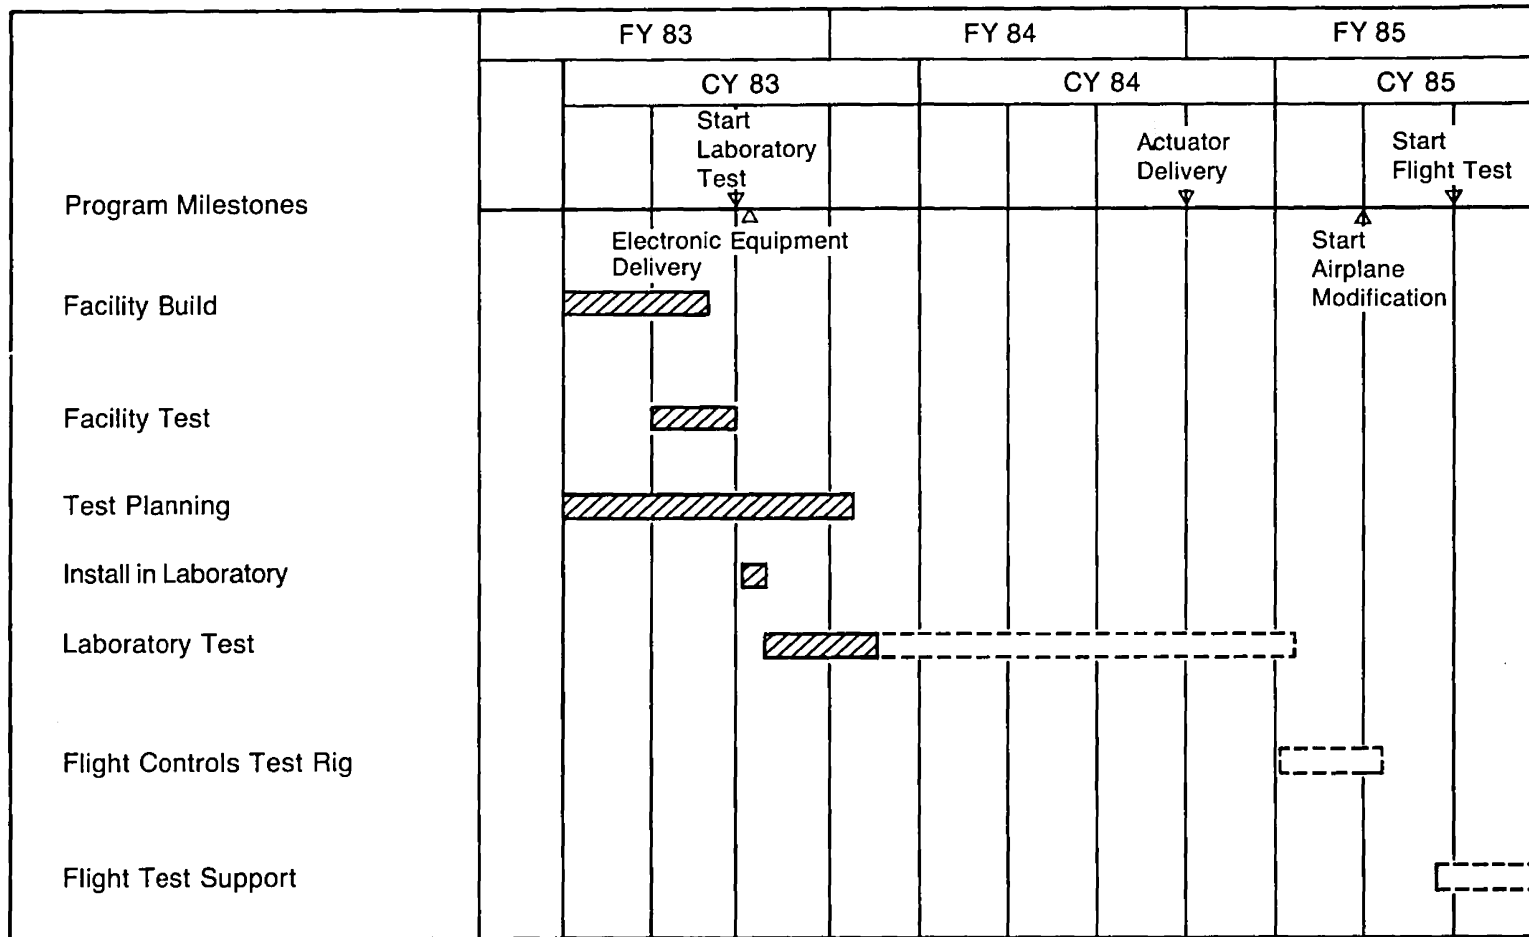 FY 83 FY 84 FY 85
CY 83 CY 84 CY 85
Start
Laboratory
Test
Actuator
Delivery
Start
Flight Test
Program Milestones
Electronic Equipment
Delivery
Start
Airplane
Modification
Facility Build
Facility Test
Test Planning
Install in Laboratory
Laboratory Test
Flight Controls Test Rig
Flight Test Support